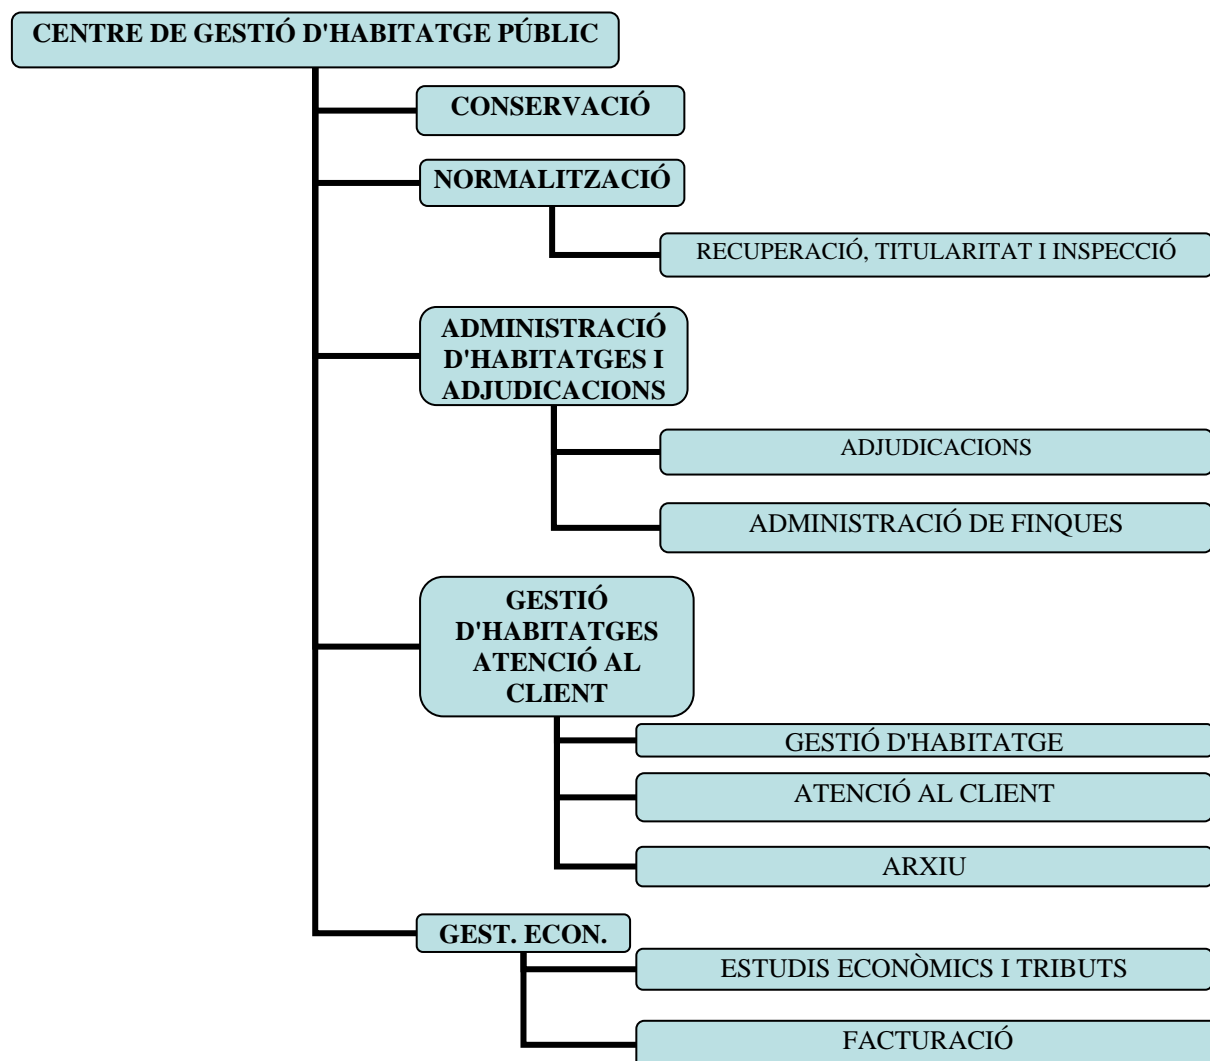 CENTRE DE GESTIÓ D'HABITATGE PÚBLIC
CONSERVACIÓ
NORMALITZACIÓ
RECUPERACIÓ, TITULARITAT I INSPECCIÓ
ADMINISTRACIÓ
D'HABITATGES I
ADJUDICACIONS
ADJUDICACIONS
ADMINISTRACIÓ DE FINQUES
GESTIÓ
D'HABITATGES
ATENCIÓ AL
CLIENT
GESTIÓ D'HABITATGE
ATENCIÓ AL CLIENT
ARXIU
GEST. ECON.
ESTUDIS ECONÒMICS I TRIBUTS
FACTURACIÓ